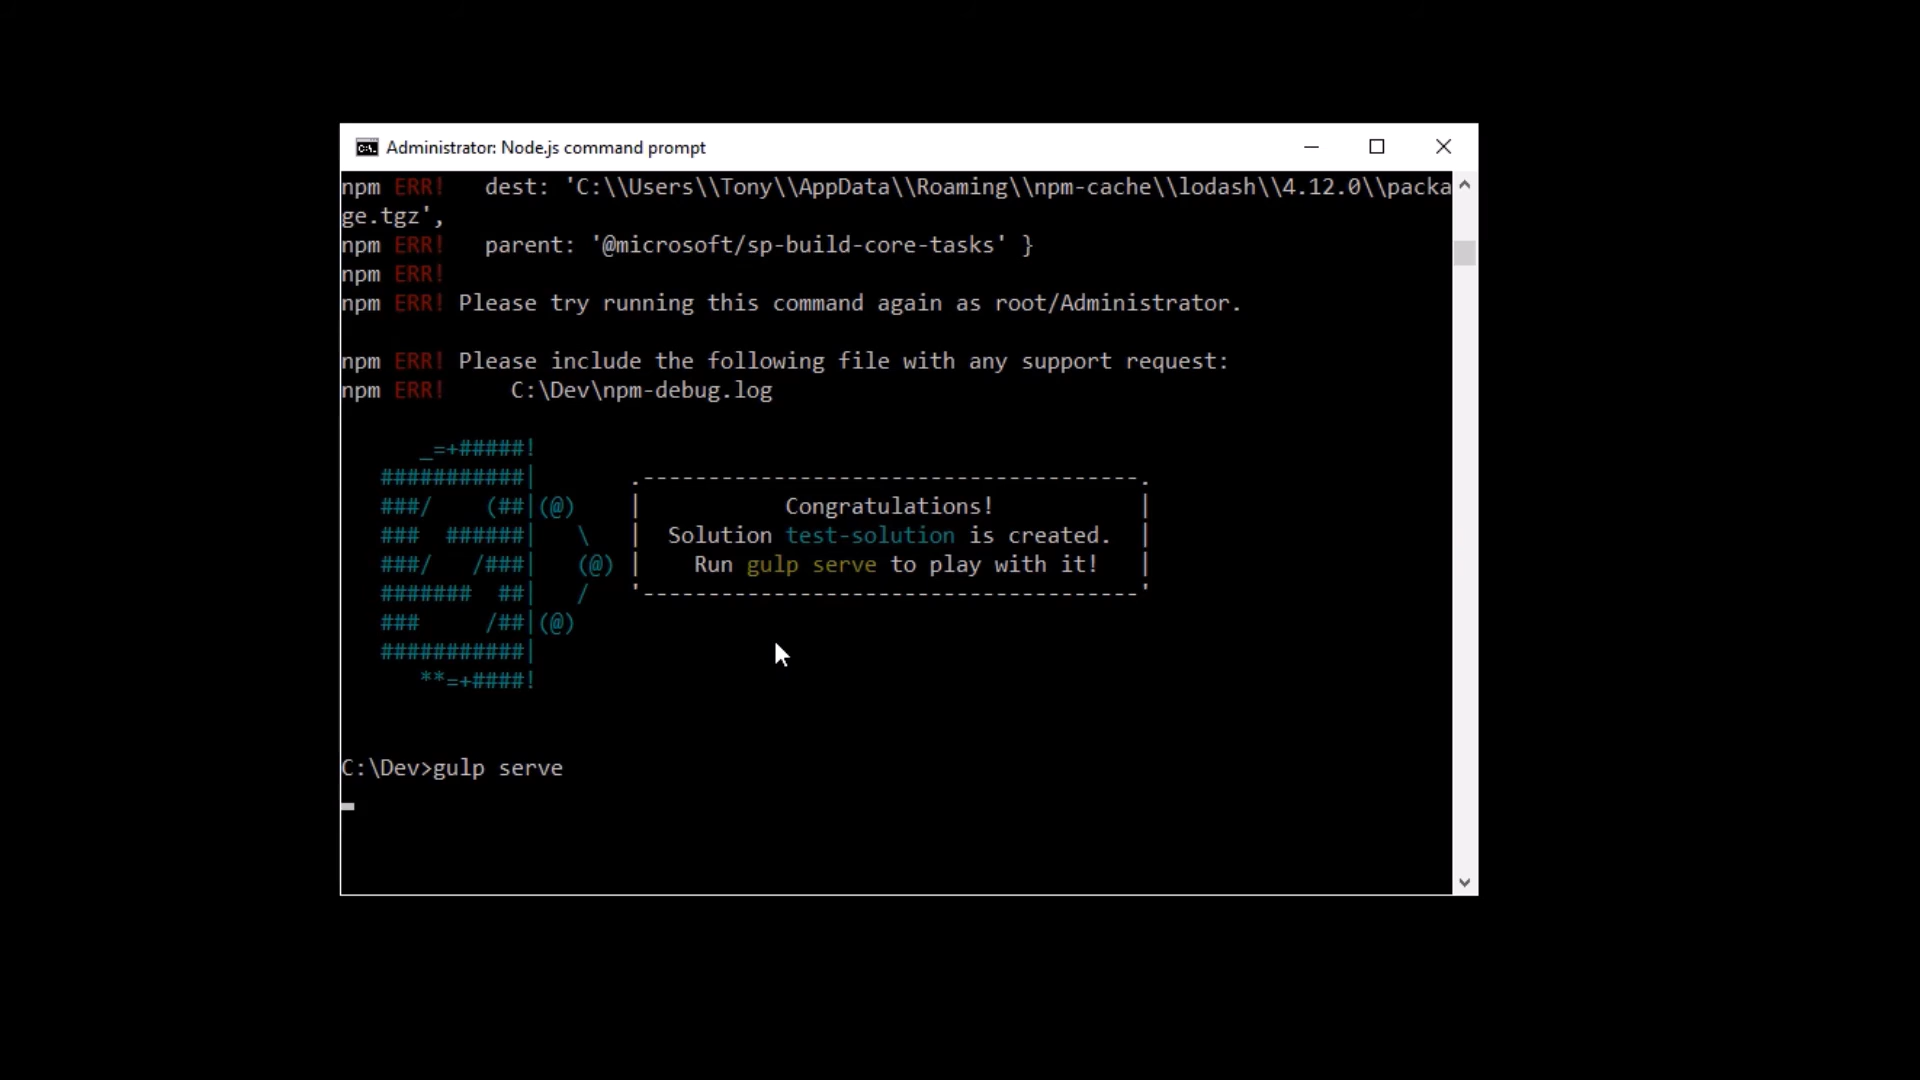 Administrator: Node.js command prompt
npm ERR!   dest: 'C:\\Users\\Tony\\AppData\\Roaming\\npm-cache\\lodash\\4.12.0\\packa
ge.tgz',
npm ERR!   parent: '@microsoft/sp-build-core-tasks' }
npm ERR!
npm ERR! Please try running this command again as root/Administrator.
npm ERR! Please include the following file with any support request:
npm ERR!     C:\Dev\npm-debug.log
      _=+#####!
   ###########|      .--------------------------------------.
   ###/    (##|(@)    |           Congratulations!           |
   ###  ######|   \   |  Solution test-solution is created.  |
   ###/   /###|   (@) |    Run gulp serve to play with it!   |
   #######  ##|   /   '--------------------------------------'
   ###     /##|(@)
   ###########|
      **=+####!
C:\Dev>gulp serve